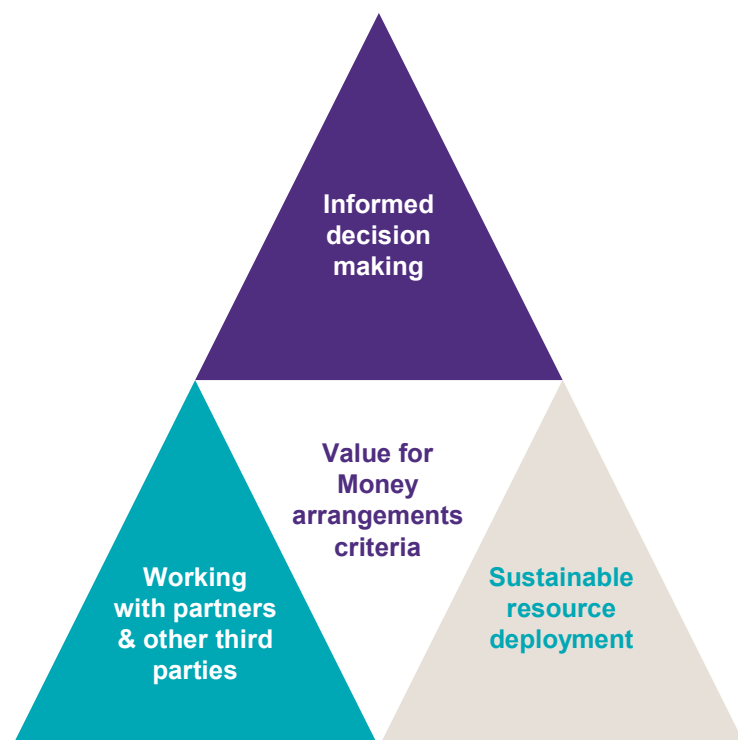 Informed
decision
making
Value for
Money
arrangements
criteria
Working
with partners
& other third
parties
Sustainable
resource
deployment